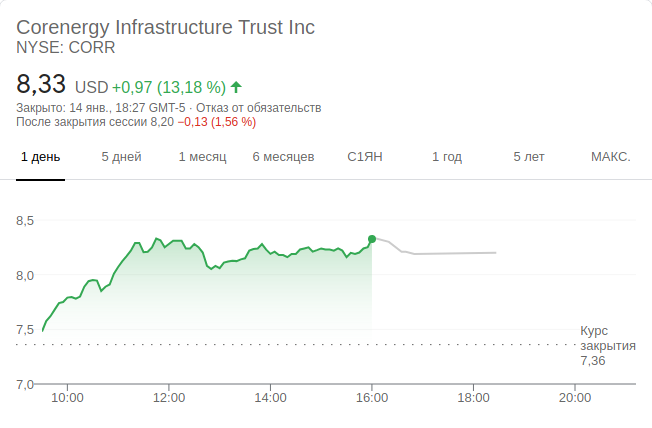 Corenergy Infrastructure Trust Inc
NYSE: CORR
8,33 USD +0,97 (13,18 %)
Закрыто: 14 янв., 18:27 GMT-5 · Отказ от обязательств
После закрытия сессии 8,20 −0,13 (1,56 %)
1 день 5 дней 1 месяц 6 месяцев С1ЯН 1 год 5 лет МАКС.
8,5
8,0
7,5
Курс
закрытия
7,36
7,0
10:00 12:00 14:00 16:00 18:00 20:00